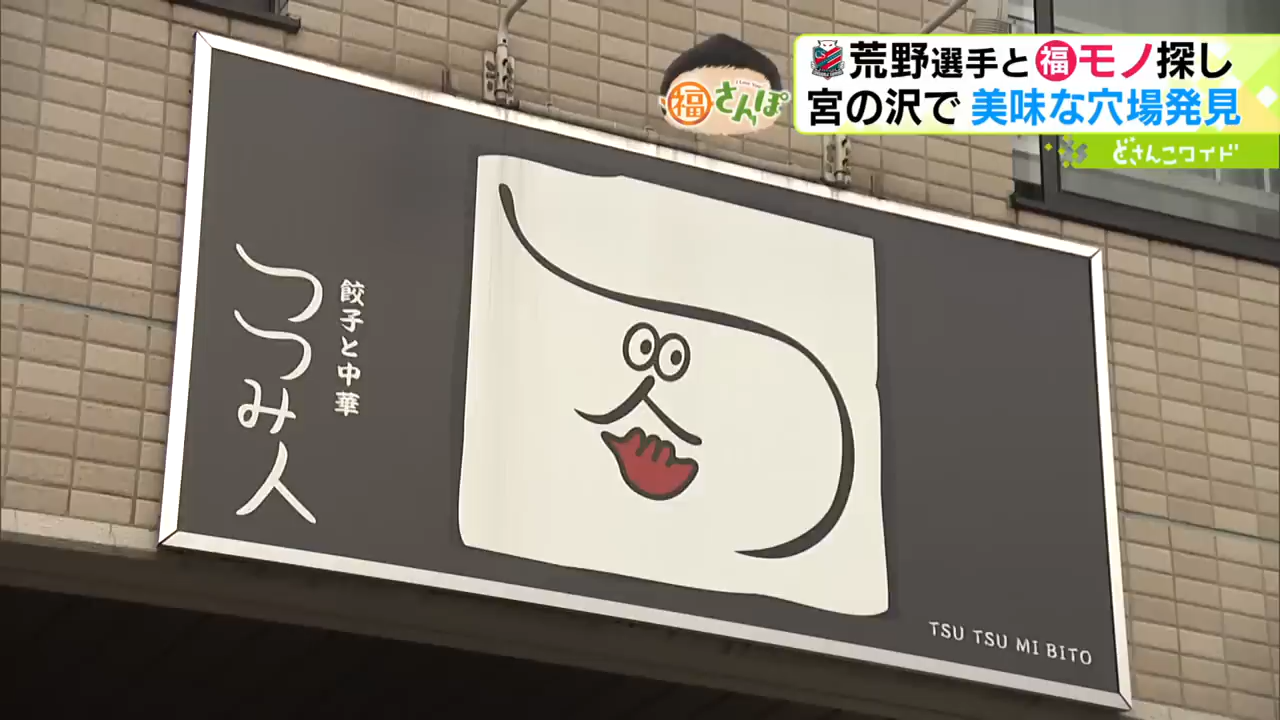 荒野選手と福モノ探し
宮の沢で 美味な穴場発見
福さんぽ
どさんこワイド
餃子と中華
つつみ人
TSU TSU MI BITO